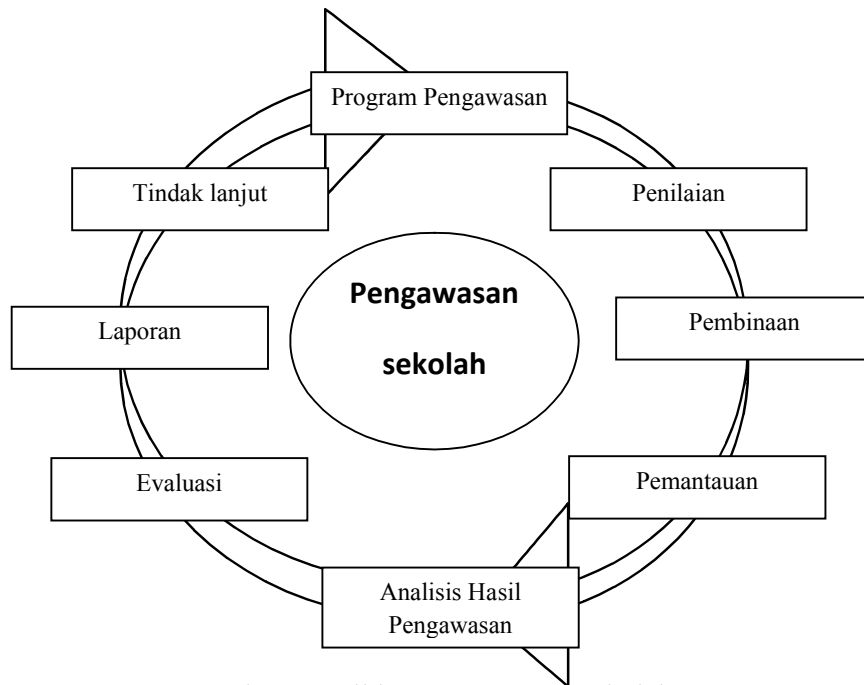 Program Pengawasan
Tindak lanjut
Penilaian
Pengawasan
sekolah
Laporan
Pembinaan
Evaluasi
Pemantauan
Analisis Hasil
Pengawasan